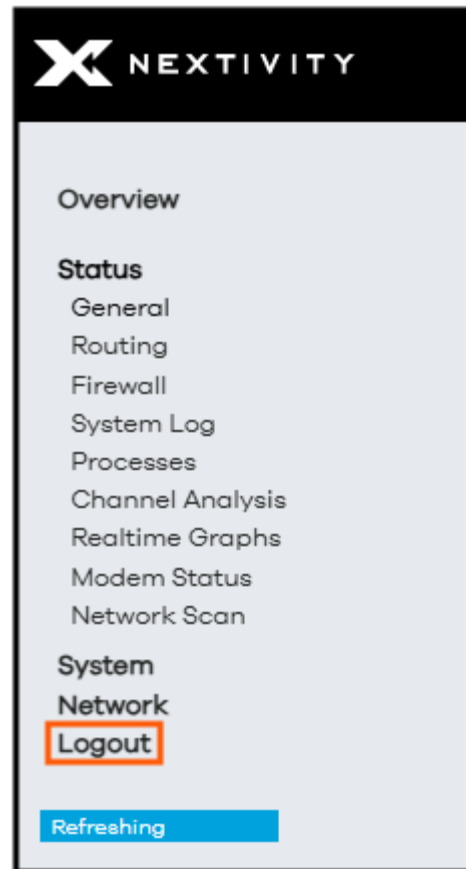 NEXTIVITY
Overview
Status
General
Routing
Firewall
System Log
Processes
Channel Analysis
Realtime Graphs
Modem Status
Network Scan
System
Network
Logout
Refreshing